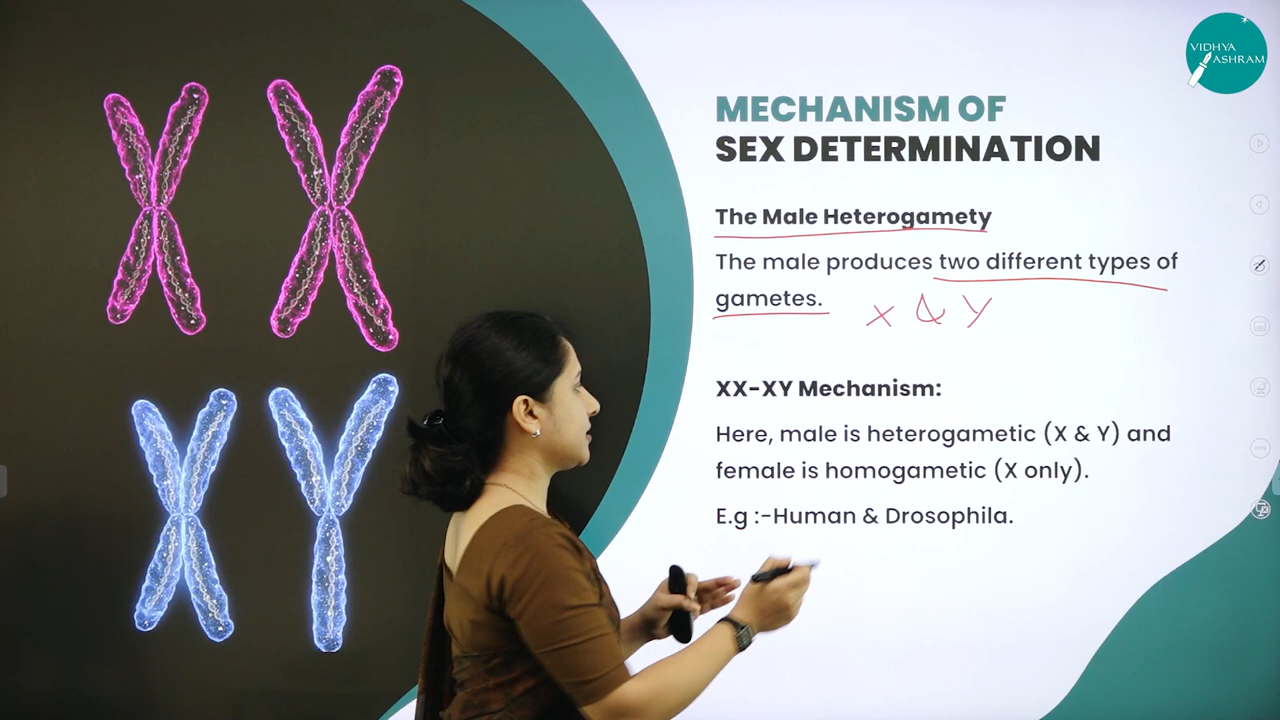 VIDHYA
ASHRAM
MECHANISM OF
SEX DETERMINATION
The Male Heterogamety
The male produces two different types of
gametes.
X & Y
XX-XY Mechanism:
Here, male is heterogametic (X & Y) and
female is homogametic (X only).
E.g :-Human & Drosophila.